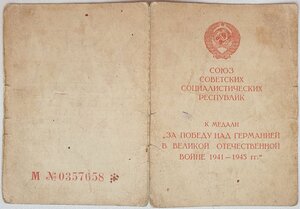 М №0357658
СОЮЗ
СОВЕТСКИХ
СОЦИАЛИСТИЧЕСКИХ
РЕСПУБЛИК
К МЕДАЛИ
„ЗА ПОБЕДУ НАД ГЕРМАНИЕЙ
В ВЕЛИКОЙ ОТЕЧЕСТВЕННОЙ
ВОЙНЕ 1941—1945 гг."